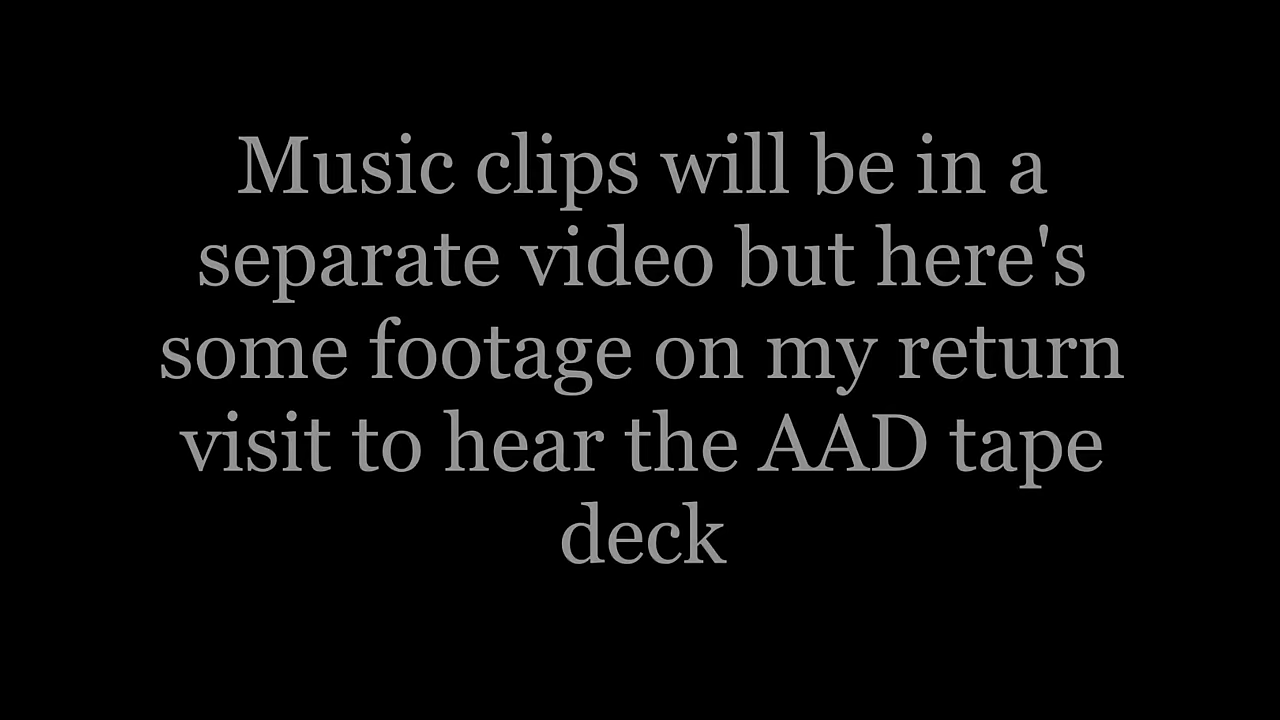 Music clips will be in a
separate video but here's
some footage on my return
visit to hear the AAD tape
deck